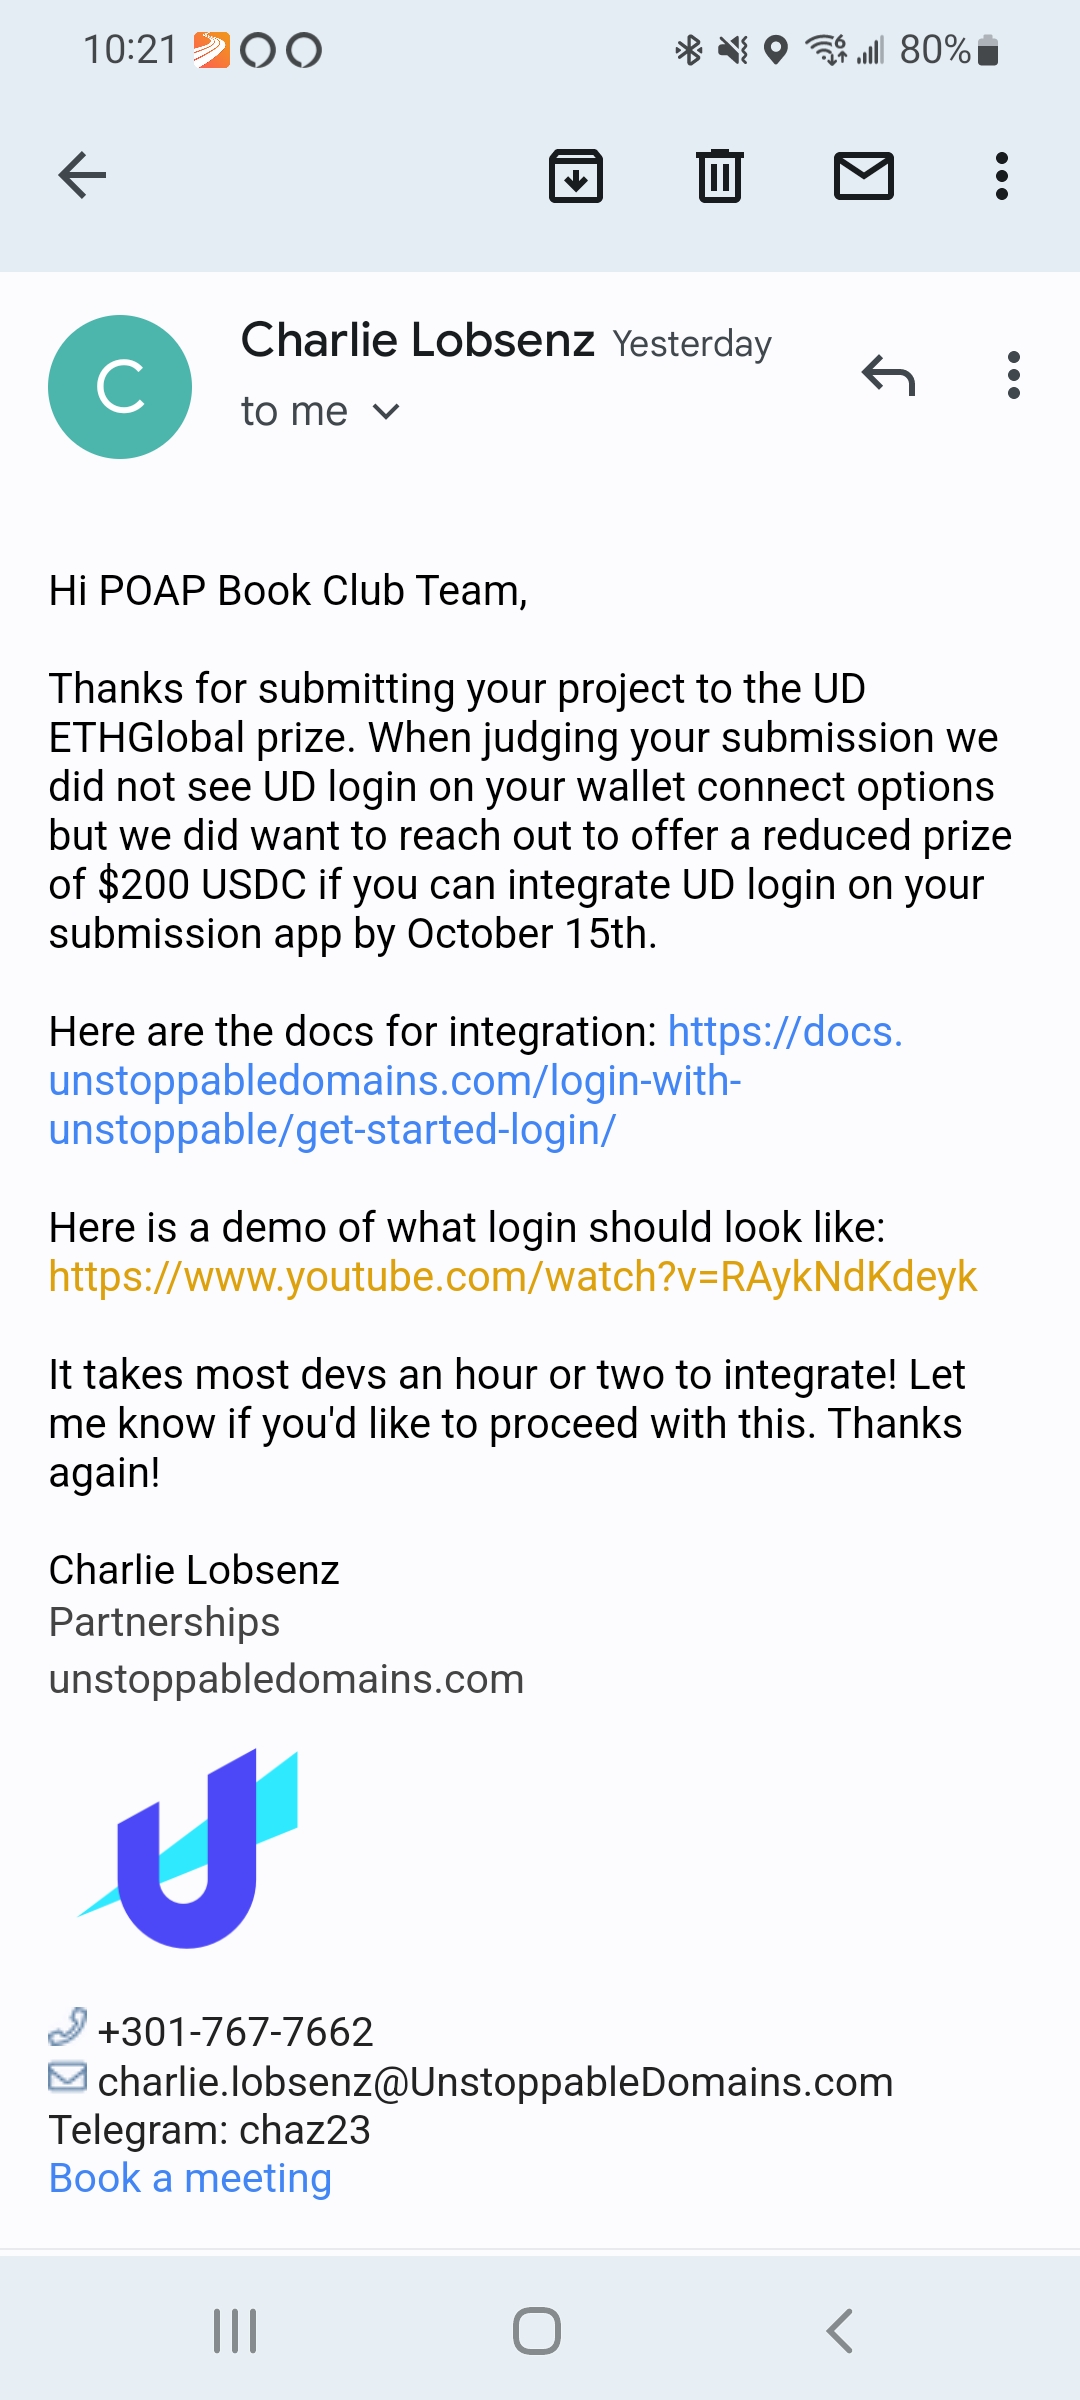 10:21
6 80%
Charlie Lobsenz Yesterday
C
to me
Hi POAP Book Club Team,
Thanks for submitting your project to the UD
ETHGlobal prize. When judging your submission we
did not see UD login on your wallet connect options
but we did want to reach out to offer a reduced prize
of $200 USDC if you can integrate UD login on your
submission app by October 15th.
Here are the docs for integration: https://docs.
unstoppabledomains.com/login-with-
unstoppable/get-started-login/
Here is a demo of what login should look like:
https://www.youtube.com/watch?v=RAykNdKdeyk
It takes most devs an hour or two to integrate! Let
me know if you'd like to proceed with this. Thanks
again!
Charlie Lobsenz
Partnerships
unstoppabledomains.com
+301-767-7662
charlie.lobsenz@UnstoppableDomains.com
Telegram: chaz23
Book a meeting